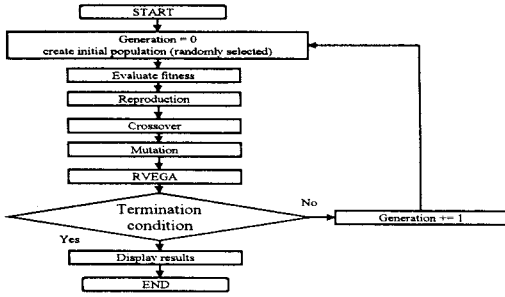 START
Generation = 0
create initial population (randomly selected)
Evaluate fitness
Reproduction
Crossover
Mutation
RVEGA
Termination
condition
No
Generation += 1
Yes
Display results
END